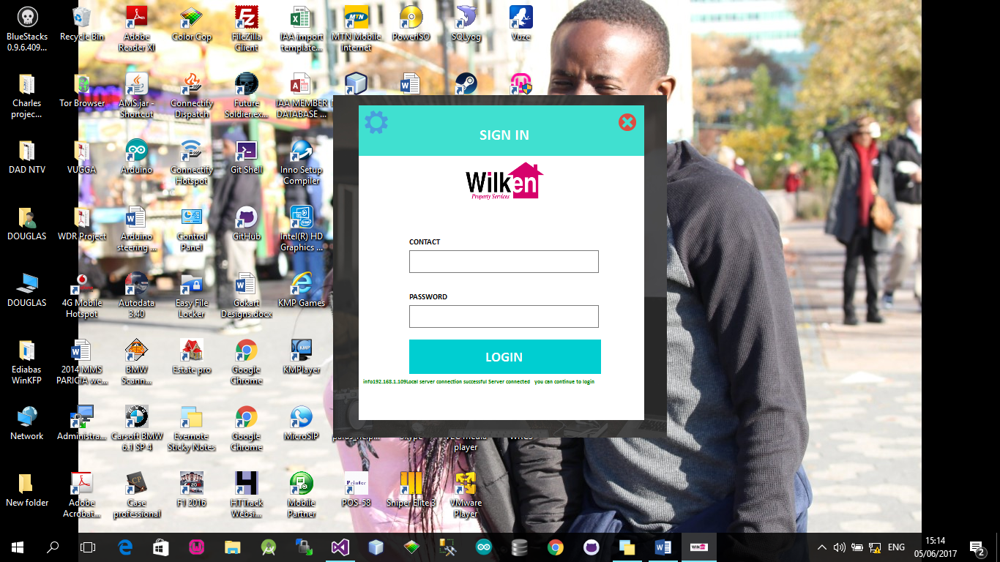 BlueStacks
0.9.6.409...
Recycle Bin
Adobe
Reader XI
Color Cop
FileZilla
Client
IAA import
template...
MTN Mobile
Internet
PowerISO
SQLyog
Vuze
Charles
projec...
Tor Browser
AMS.jar -
Shortcut
Connectify
Dispatch
Future
Soldier.ex...
IAA MEMBER
DATABASE ...
DAD NTV
VUGGA
Arduino
Connectify
Hotspot
Git Shell
Inno Setup
Compiler
DOUGLAS
WDR Project
Arduino
steering ...
Control
Panel
GitHub
Intel(R) HD
Graphics ...
DOUGLAS
4G Mobile
Hotspot
Autodata
3.40
Easy File
Locker
Gokart
Designs.docx
KMP Games
Ediabas
WinKFP
2014 MMS
PARICIA we...
BMW
Scann...
Estate pro
Google
Chrome
KMPlayer
Network
Administra...
Carsoft BMW
6.1 SP 4
Evernote
Sticky Notes
Google
Chrome
MicroSIP
player
New folder
Adobe
Acrobat...
Case
professional
F1 2016
HTTrack
Websi...
Mobile
Partner
POS-58
Sniper Elite 3
VMware
Player
SIGN IN
Wilken
Property Services
CONTACT
PASSWORD
LOGIN
info192.168.1.109Local server connection successful Server connected you can continue to login
ENG
15:14
05/06/2017
2